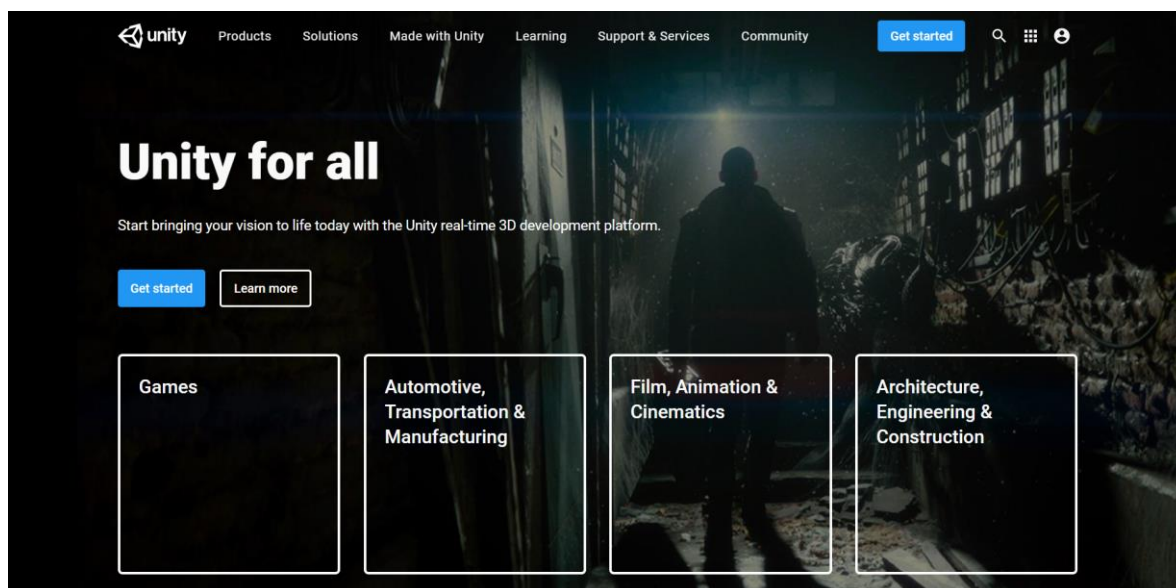 unity Products Solutions Made with Unity Learning Support & Services Community Get started
Unity for all
Start bringing your vision to life today with the Unity real-time 3D development platform.
Get started Learn more
Games
Automotive,
Transportation &
Manufacturing
Film, Animation &
Cinematics
Architecture,
Engineering &
Construction